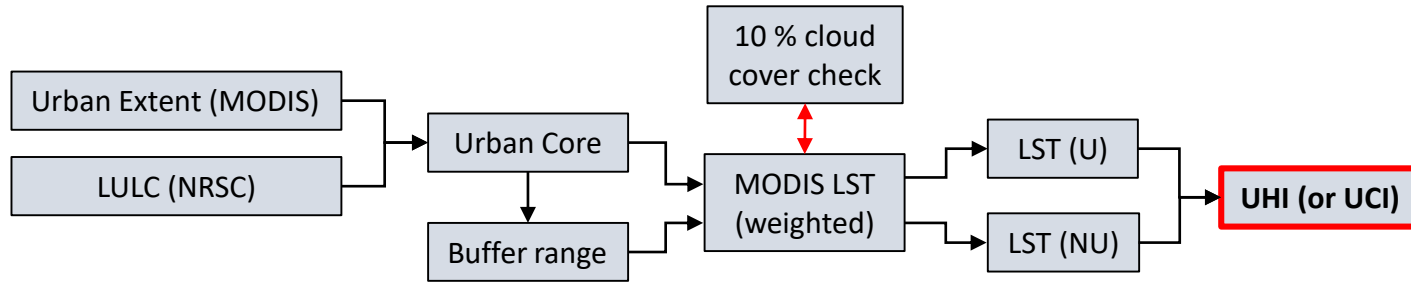 10 % cloud
cover check
Urban Extent (MODIS)
LULC (NRSC)
Urban Core
Buffer range
MODIS LST
(weighted)
LST (U)
LST (NU)
UHI (or UCI)